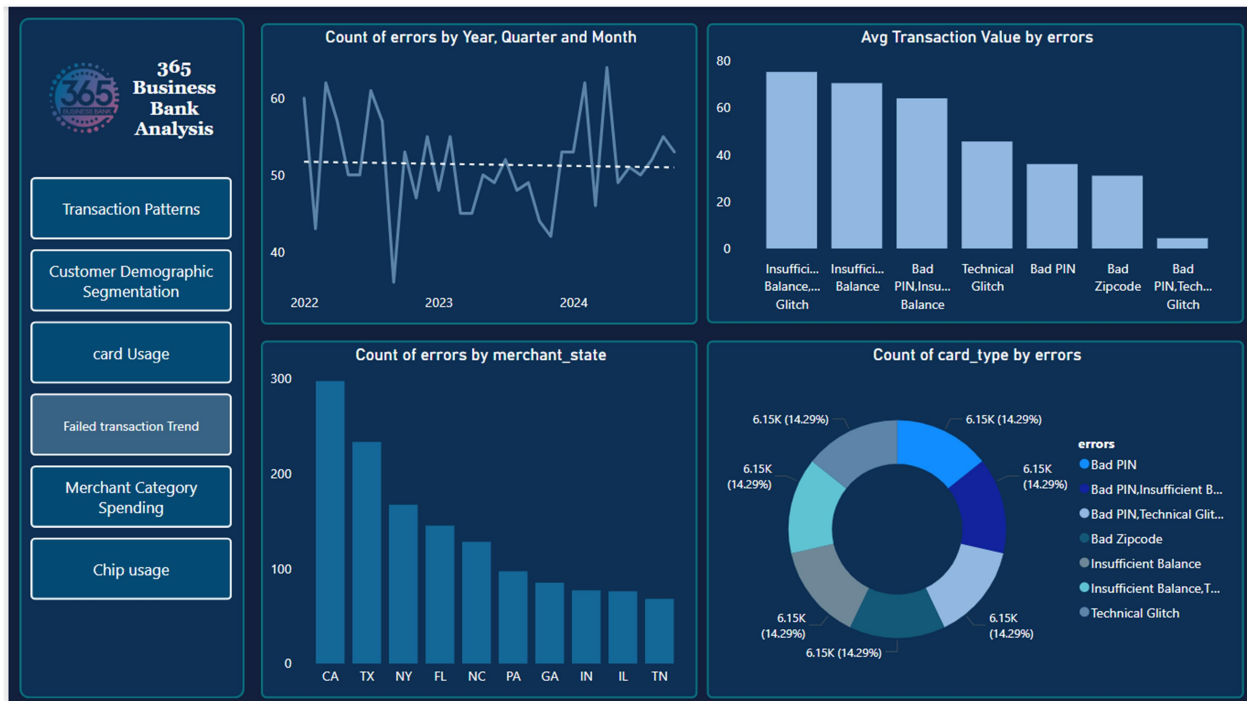 365
Business
Bank
Analysis
365
BUSINESS BANK
Transaction Patterns
Customer Demographic
Segmentation
card Usage
Failed transaction Trend
Merchant Category
Spending
Chip usage
Count of errors by Year, Quarter and Month
60
50
40
2022
2023
2024
Avg Transaction Value by errors
80
60
40
20
0
Insuffici...
Balance,...
Glitch
Insuffici...
Balance
Bad
PIN,Insu...
Balance
Technical
Glitch
Bad PIN
Bad
Zipcode
Bad
PIN,Tech...
Glitch
Count of errors by merchant_state
300
200
100
0
CA TX NY FL NC PA GA IN IL TN
Count of card_type by errors
6.15K (14.29%)
6.15K (14.29%)
6.15K
(14.29%)
6.15K
(14.29%)
6.15K
(14.29%)
6.15K
(14.29%)
6.15K (14.29%)
errors
Bad PIN
Bad PIN,Insufficient B...
Bad PIN,Technical Glit...
Bad Zipcode
Insufficient Balance
Insufficient Balance,T...
Technical Glitch